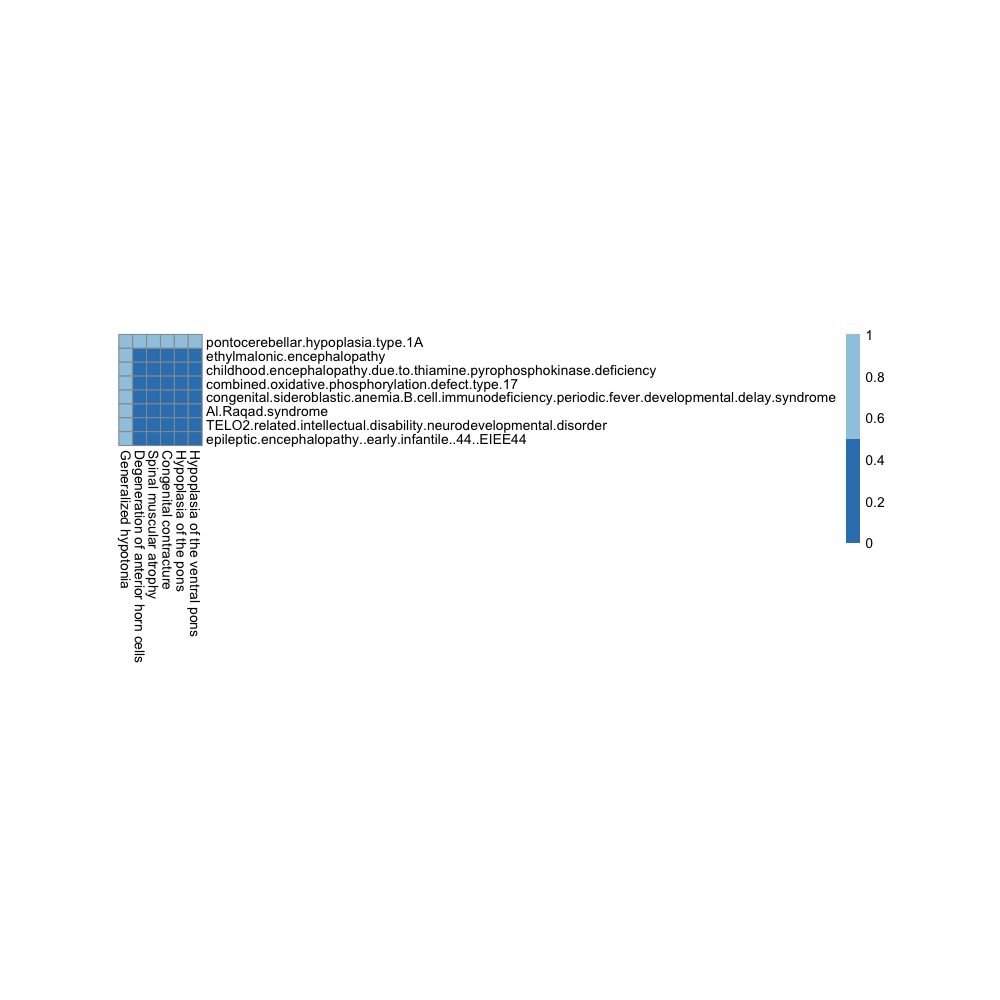 pontocerebellar.hypoplasia.type.1A
ethylmalonic.encephalopathy
childhood.encephalopathy.due.to.thiamine.pyrophosphokinase.deficiency
combined.oxidative.phosphorylation.defect.type.17
congenital.sideroblastic.anemia.B.cell.immunodeficiency.periodic.fever.developmental.delay.syndrome
Al.Raqad.syndrome
TELO2.related.intellectual.disability.neurodevelopmental.disorder
epileptic.encephalopathy..early.infantile..44..EIEE44
Generalized hypotonia
Degeneration of anterior horn cells
Spinal muscular atrophy
Congenital contracture
Hypoplasia of the pons
Hypoplasia of the ventral pons
1
0.8
0.6
0.4
0.2
0